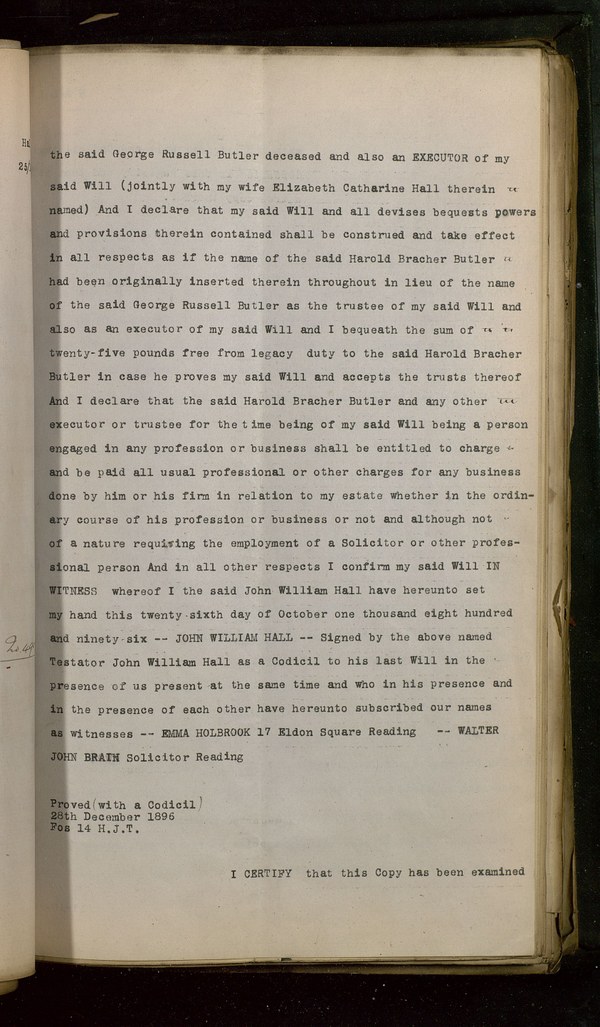 the said George Russell Butler deceased and also an EXECUTOR of my
said Will (jointly with my wife Elizabeth Catharine Hall therein
named) And I declare that my said Will and all devises bequests powers
and provisions therein contained shall be construed and take effect
in all respects as if the name of the said Harold Bracher Butler
had been originally inserted therein throughout in lieu of the name
of the said George Russell Butler as the trustee of my said Will and
also as an executor of my said Will and I bequeath the sum of
twenty-five pounds free from legacy duty to the said Harold Bracher
Butler in case he proves my said Will and accepts the trusts thereof
And I declare that the said Harold Bracher Butler and any other
executor or trustee for the time being of my said Will being a person
engaged in any profession or business shall be entitled to charge
and be paid all usual professional or other charges for any business
done by him or his firm in relation to my estate whether in the ordin-
ary course of his profession or business or not and although not
of a nature requiring the employment of a Solicitor or other profes-
sional person And in all other respects I confirm my said Will IN
WITNESS whereof I the said John William Hall have hereunto set
my hand this twenty-sixth day of October one thousand eight hundred
and ninety-six -- JOHN WILLIAM HALL -- Signed by the above named
Testator John William Hall as a Codicil to his last Will in the
presence of us present at the same time and who in his presence and
in the presence of each other have hereunto subscribed our names
as witnesses -- EMMA HOLBROOK 17 Eldon Square Reading -- WALTER
JOHN BRAIN Solicitor Reading
Proved (with a Codicil)
28th December 1896
Fos 14 H.J.T.
I CERTIFY that this Copy has been examined